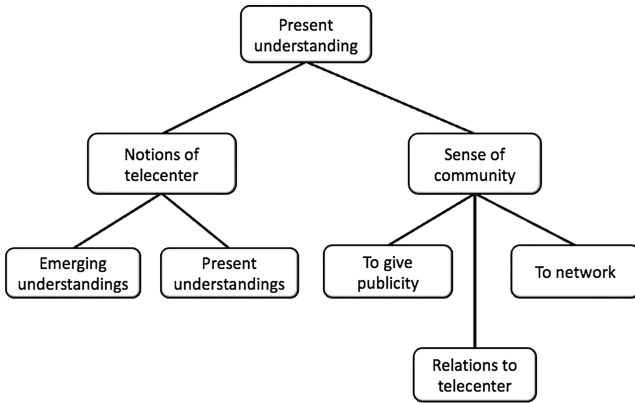 Present
understanding
Notions of
telecenter
Sense of
community
Emerging
understandings
Present
understandings
To give
publicity
To network
Relations to
telecenter